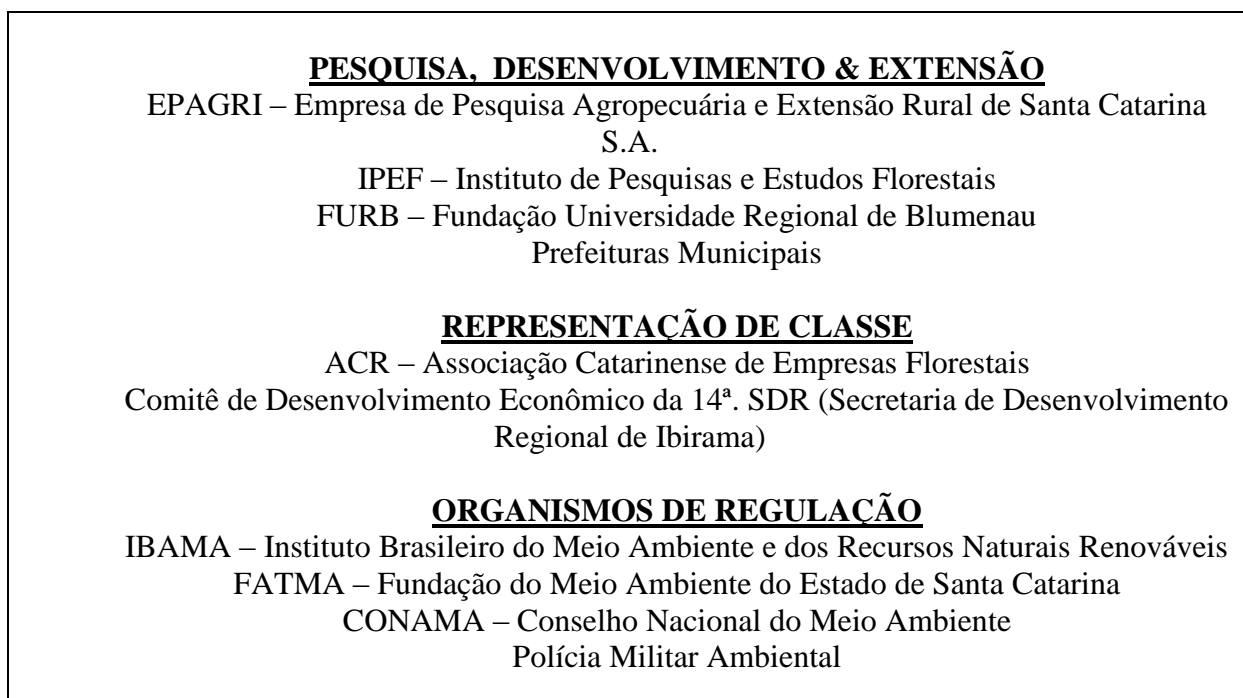 PESQUISA,  DESENVOLVIMENTO & EXTENSÃO
EPAGRI – Empresa de Pesquisa Agropecuária e Extensão Rural de Santa Catarina
S.A.
IPEF – Instituto de Pesquisas e Estudos Florestais
FURB – Fundação Universidade Regional de Blumenau
Prefeituras Municipais
REPRESENTAÇÃO DE CLASSE
ACR – Associação Catarinense de Empresas Florestais
Comitê de Desenvolvimento Econômico da 14ª. SDR (Secretaria de Desenvolvimento
Regional de Ibirama)
ORGANISMOS DE REGULAÇÃO
IBAMA – Instituto Brasileiro do Meio Ambiente e dos Recursos Naturais Renováveis
FATMA – Fundação do Meio Ambiente do Estado de Santa Catarina
CONAMA – Conselho Nacional do Meio Ambiente
Polícia Militar Ambiental